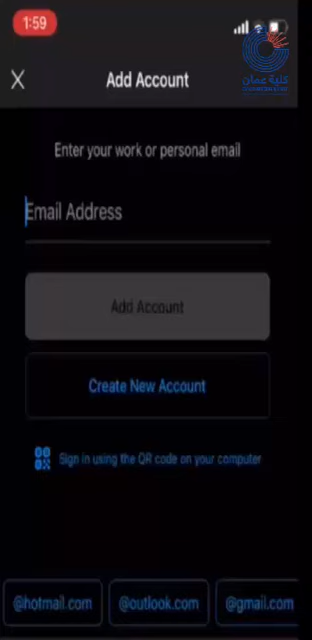 1:59
Add Account
كلية عمان
Enter your work or personal email
Email Address
Add Account
Create New Account
Sign in using the QR code on your computer
@hotmail.com
@outlook.com
@gmail.com